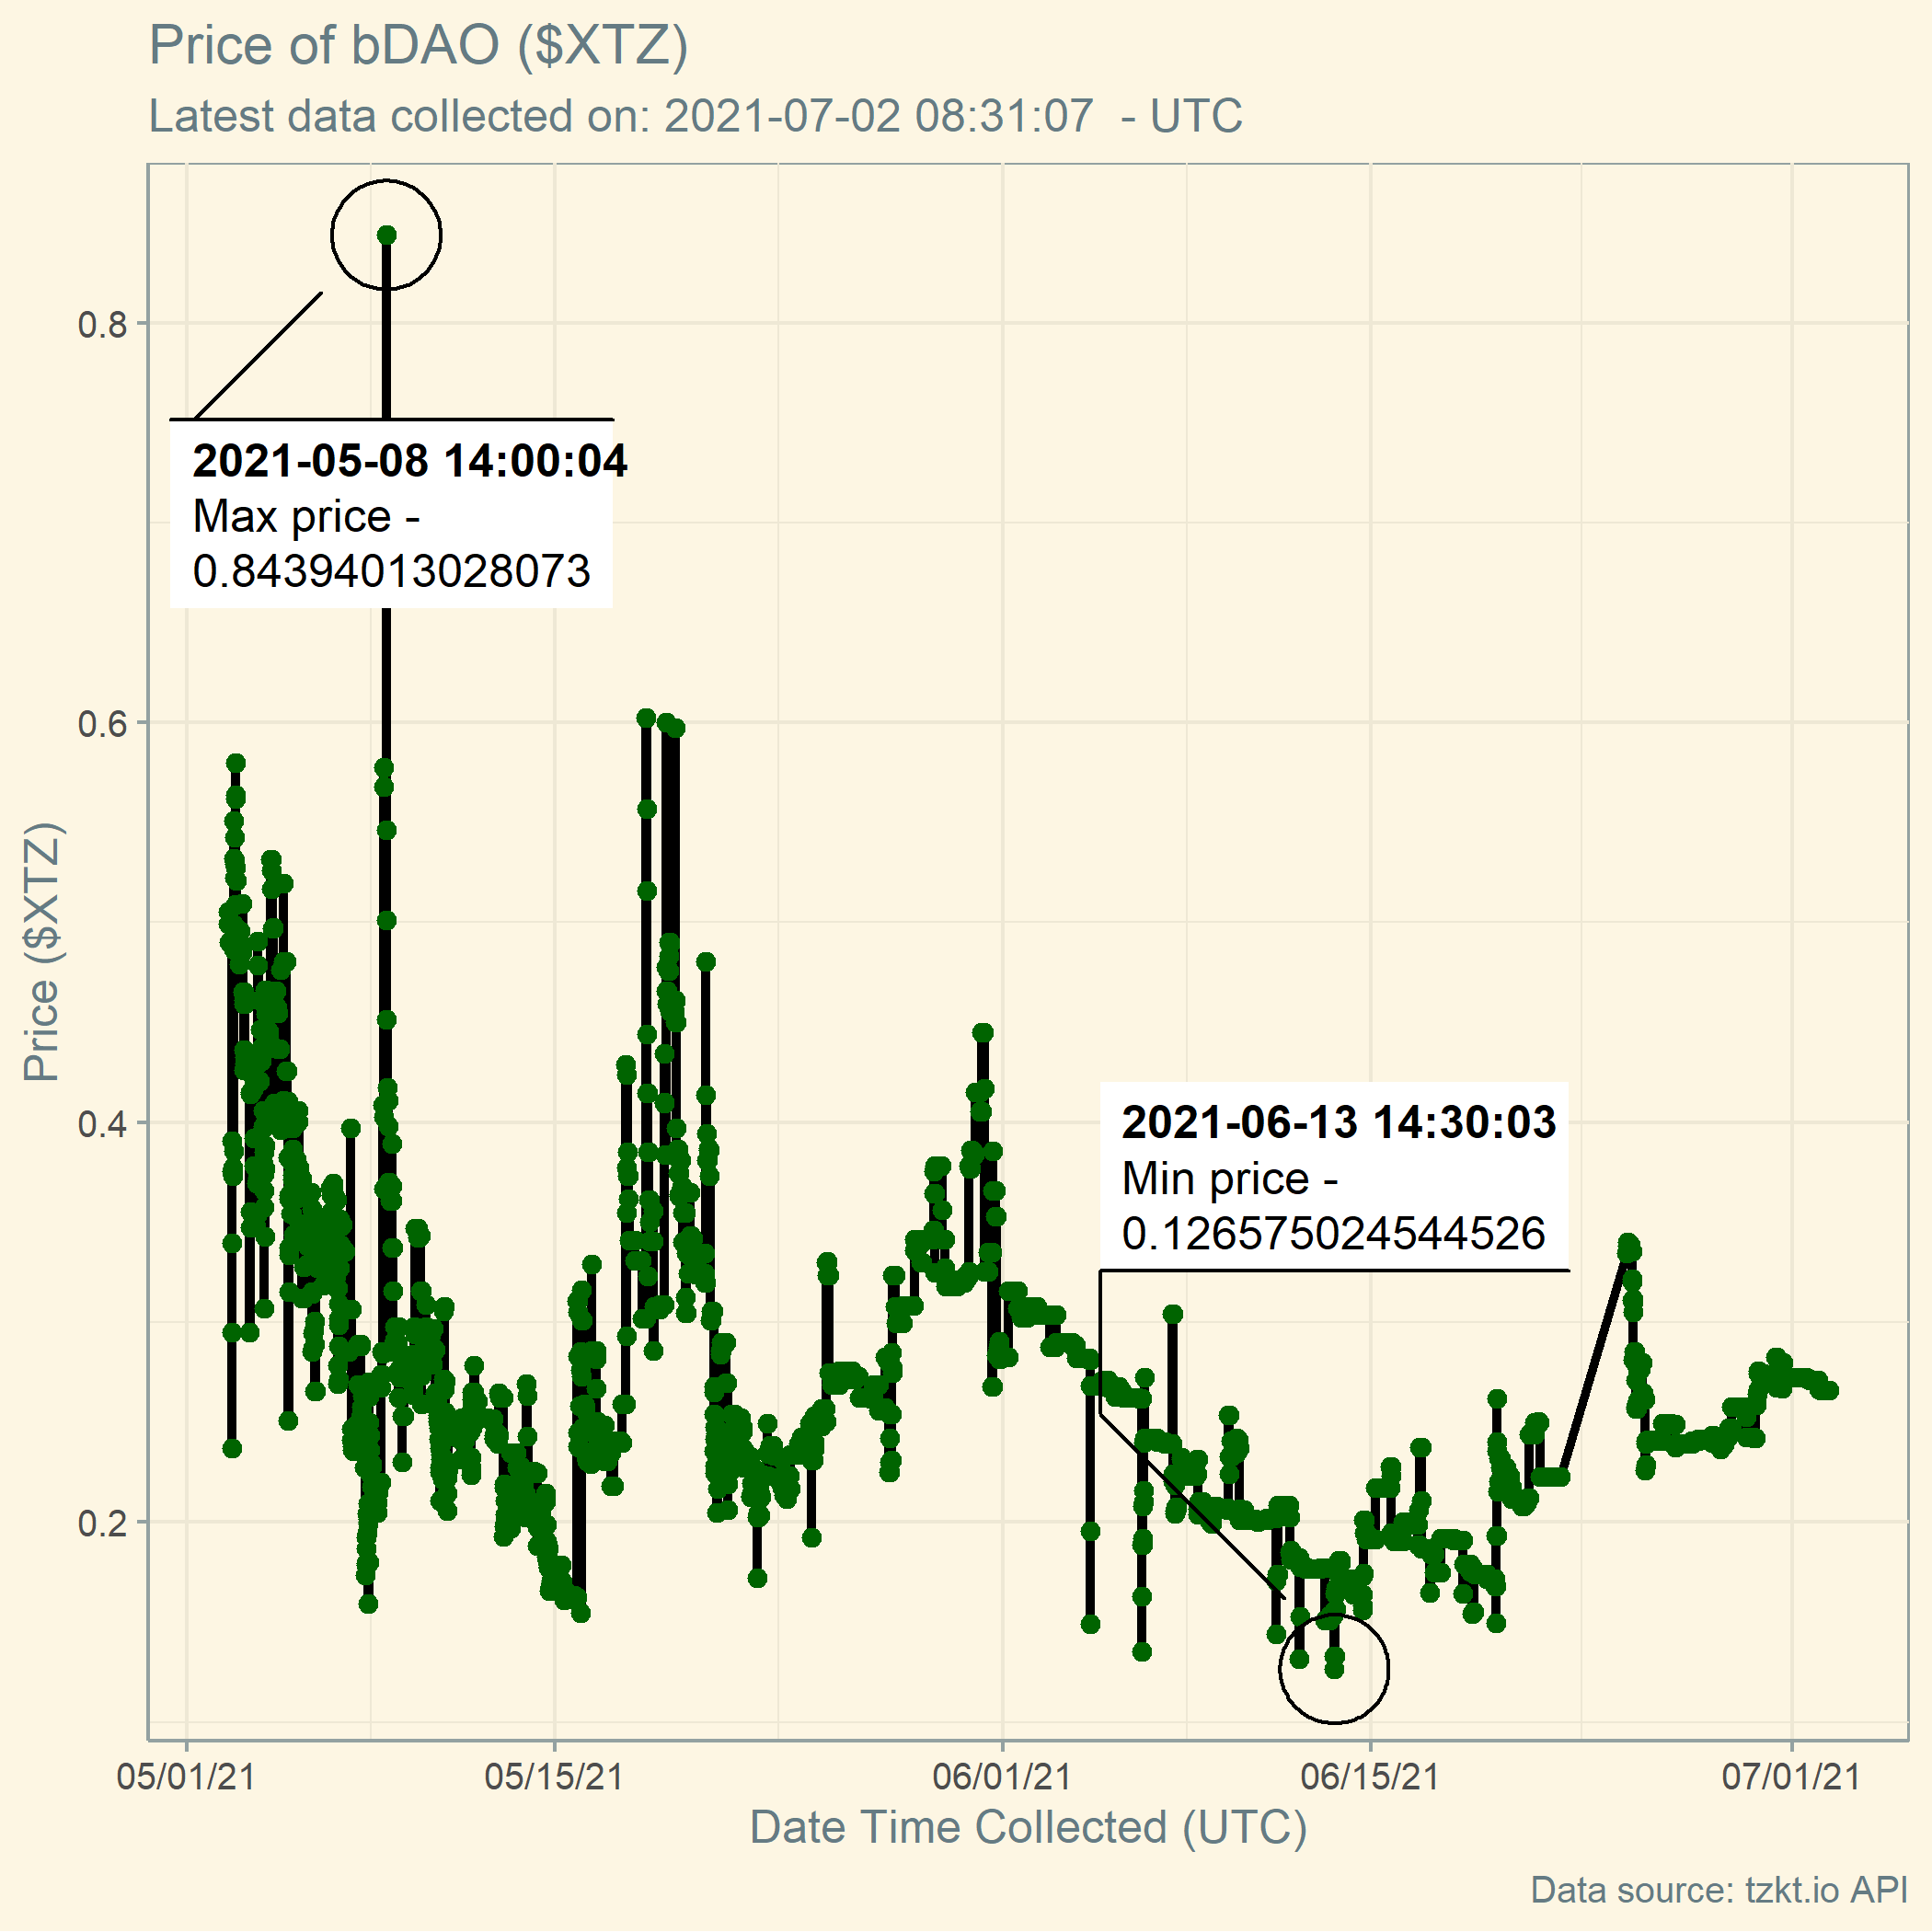 Price of bDAO ($XTZ)
Latest data collected on: 2021-07-02 08:31:07  - UTC
0.8
2021-05-08 14:00:04
Max price -
0.84394013028073
0.6
Price ($XTZ)
0.4
2021-06-13 14:30:03
Min price -
0.126575024544526
0.2
05/01/21
05/15/21
06/01/21
06/15/21
07/01/21
Date Time Collected (UTC)
Data source: tzkt.io API